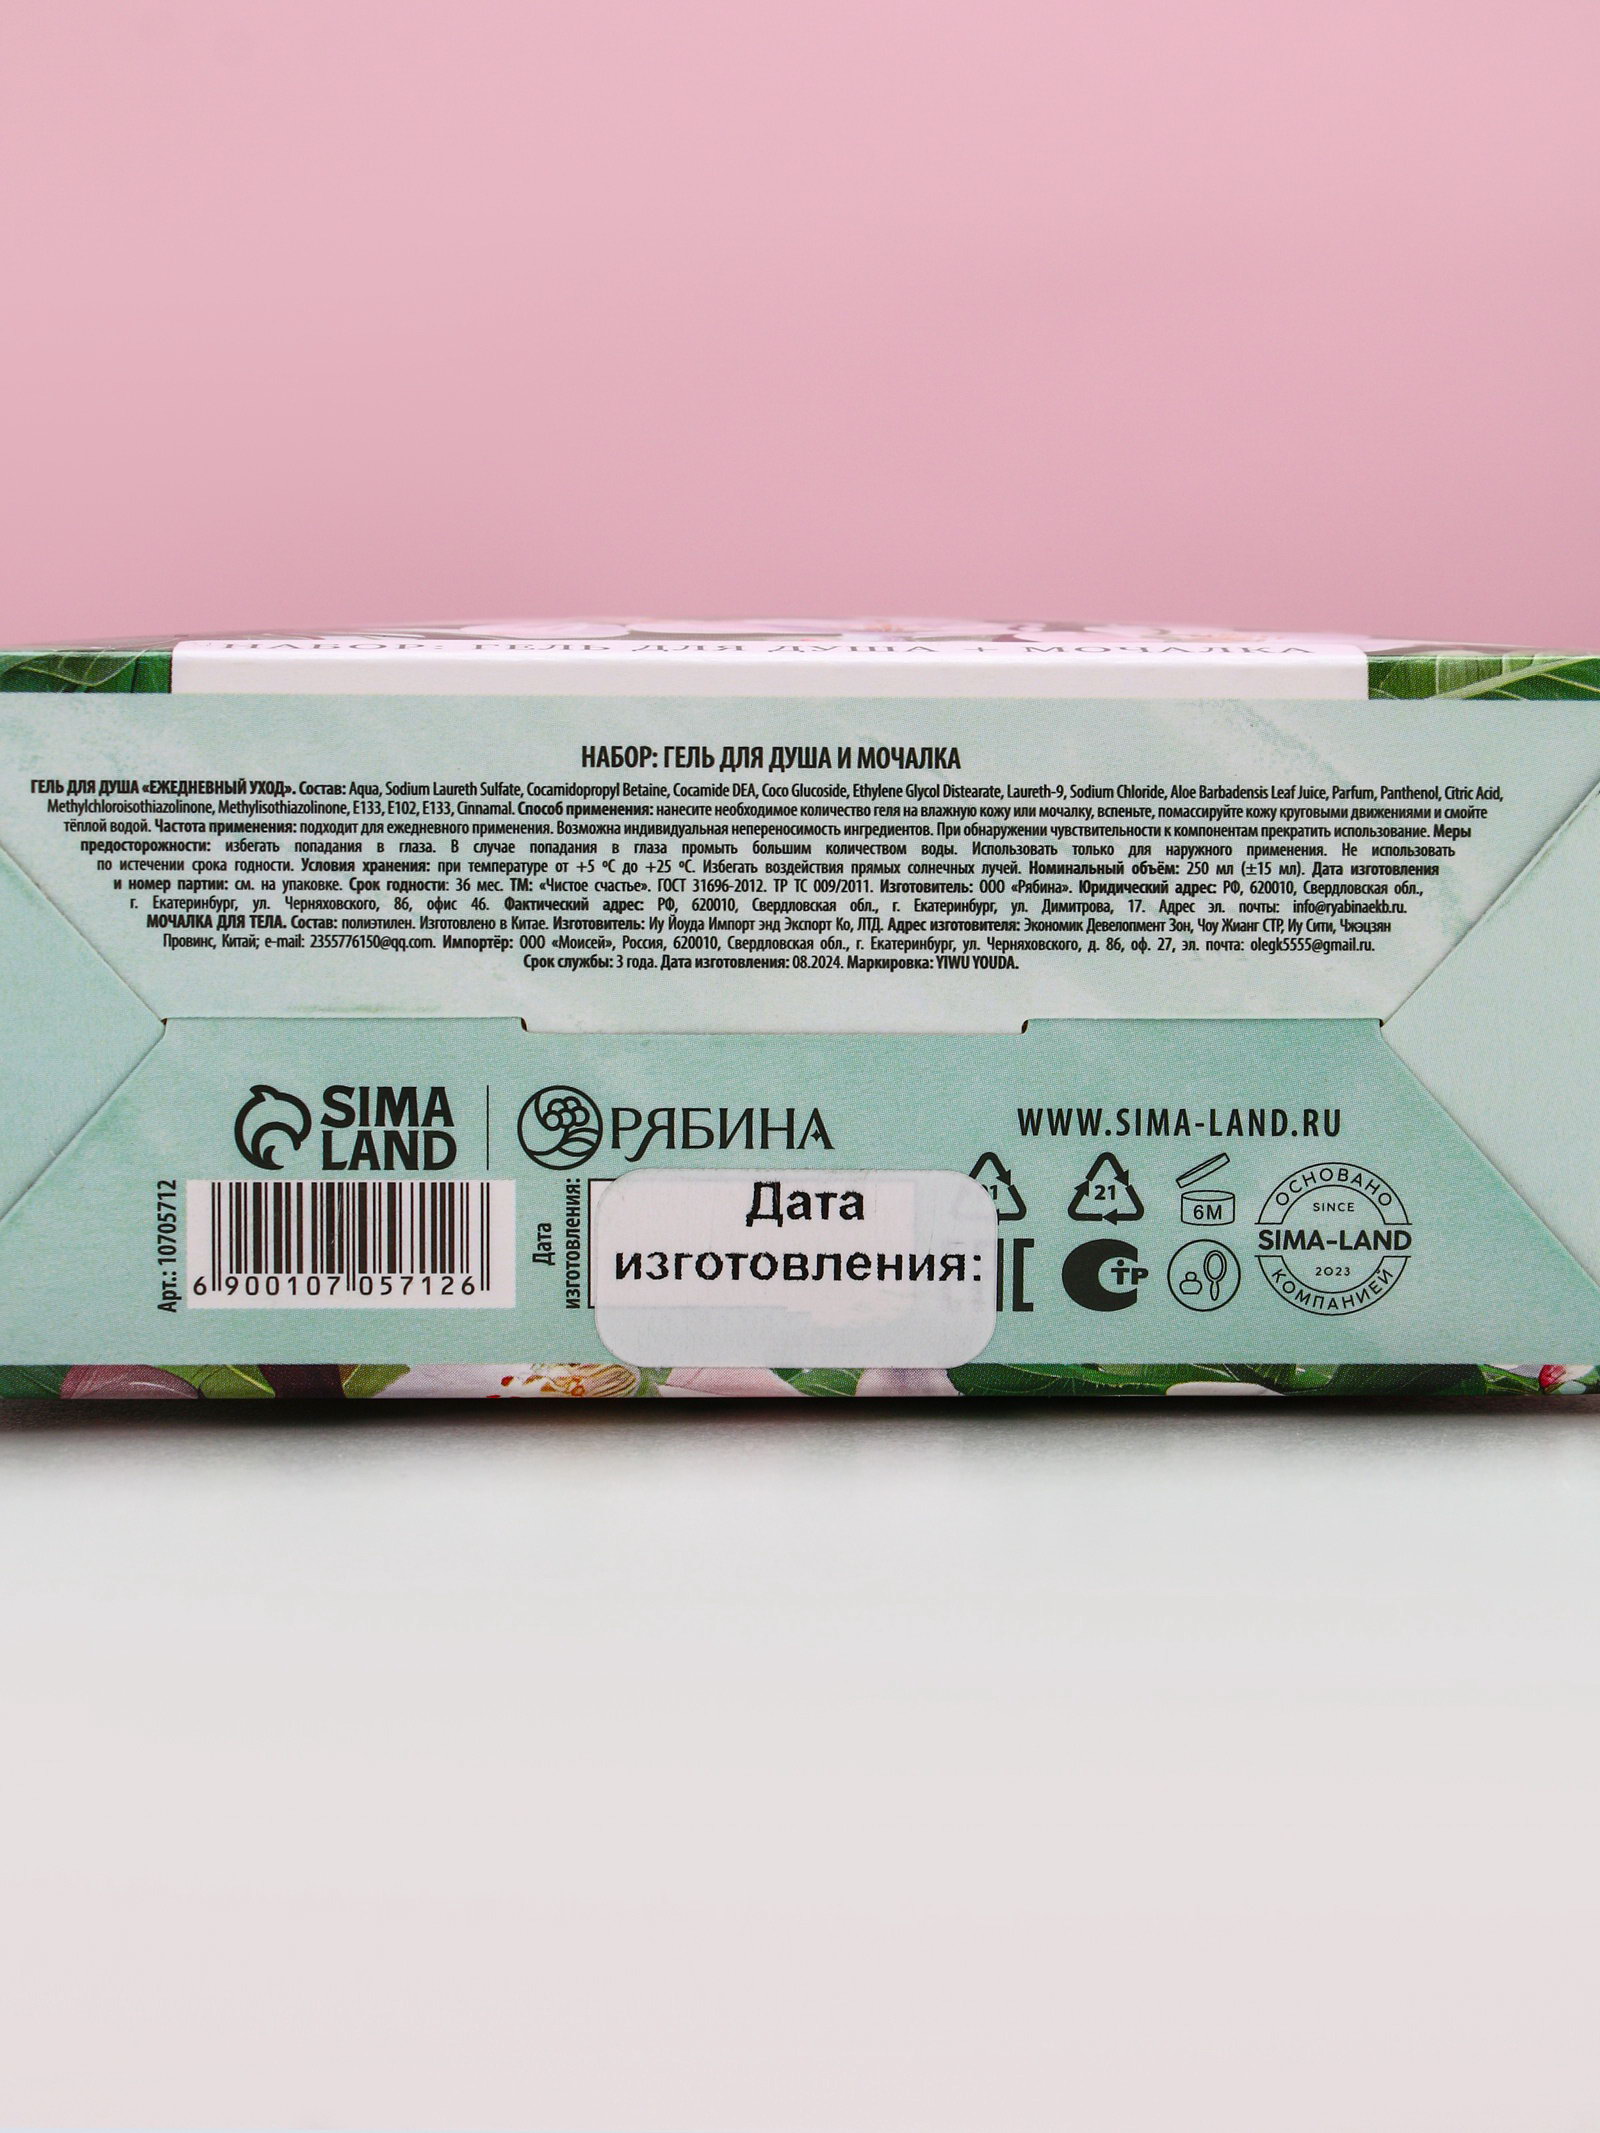 НАБОР: ГЕЛЬ ДЛЯ ДУША + МОЧАЛКА
НАБОР: ГЕЛЬ ДЛЯ ДУША И МОЧАЛКА
ГЕЛЬ ДЛЯ ДУША «ЕЖЕДНЕВНЫЙ УХОД». Состав: Aqua, Sodium Laureth Sulfate, Cocamidopropyl Betaine, Cocamide DEA, Coco Glucoside, Ethylene Glycol Distearate, Laureth-9, Sodium Chloride, Aloe Barbadensis Leaf Juice, Parfum, Panthenol, Citric Acid,
Methylchloroisothiazolinone, Methylisothiazolinone, E133, E102, E133, Cinnamal. Способ применения: нанесите необходимое количество геля на влажную кожу или мочалку, вспеньте, помассируйте кожу круговыми движениями и смойте
тёплой водой. Частота применения: подходит для ежедневного применения. Возможна индивидуальная непереносимость ингредиентов. При обнаружении чувствительности к компонентам прекратить использование. Меры
предосторожности: избегать попадания в глаза. В случае попадания в глаза промыть большим количеством воды. Использовать только для наружного применения. Не использовать
по истечении срока годности. Условия хранения: при температуре от +5 °С до +25 °С. Избегать воздействия прямых солнечных лучей. Номинальный объём: 250 мл (±15 мл). Дата изготовления
и номер партии: см. на упаковке. Срок годности: 36 мес. ТМ: «Чистое счастье». ГОСТ 31696-2012. ТР ТС 009/2011. Изготовитель: ООО «Рябина». Юридический адрес: РФ, 620010, Свердловская обл.,
г. Екатеринбург, ул. Черняховского, 86, офис 46. Фактический адрес: РФ, 620010, Свердловская обл., г. Екатеринбург, ул. Димитрова, 17. Адрес эл. почты: info@ryabinaekb.ru.
МОЧАЛКА ДЛЯ ТЕЛА. Состав: полиэтилен. Изготовлено в Китае. Изготовитель: Иу Йоуда Импорт энд Экспорт Ко, ЛТД. Адрес изготовителя: Экономик Девелопмент Зон, Чоу Жианг СТР, Иу Сити, Чжэцзян
Провинс, Китай; e-mail: 2355776150@qq.com. Импортёр: ООО «Моисей», Россия, 620010, Свердловская обл., г. Екатеринбург, ул. Черняховского, д. 86, оф. 27, эл. почта: olegk5555@gmail.ru.
Срок службы: 3 года. Дата изготовления: 08.2024. Маркировка: YIWU YOUDA.
SIMA LAND
РЯБИНА
WWW.SIMA-LAND.RU
Арт.: 10705712
6 900107 057126
Дата
изготовления:
Дата
изготовления:
21
6М
ТР
ОСНОВАНО
SINCE
SIMA-LAND
2023
КОМПАНИЕЙ